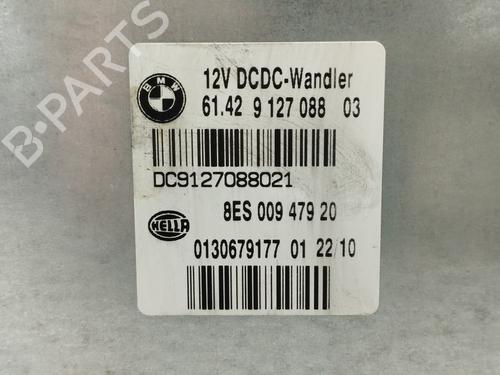 B-PARTS
BMW
12V DCDC-Wandler
61.42 9 127 088 03
DC9127088021
8ES 009 479 20
HELLA
0130679177 01 22/10